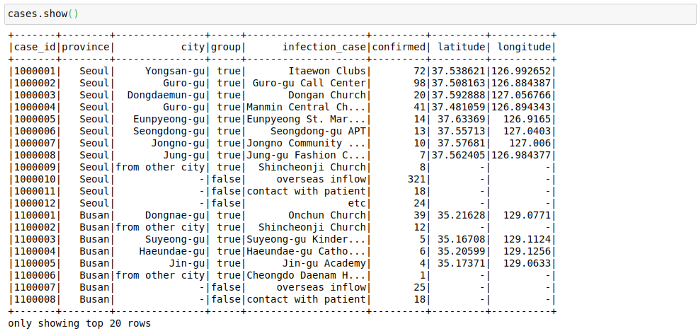 cases.show()
+-------+--------+---------------+-----+--------------------+---------+---------+----------+
|case_id|province|           city|group|      infection_case|confirmed| latitude| longitude|
+-------+--------+---------------+-----+--------------------+---------+---------+----------+
|1000001|   Seoul|     Yongsan-gu| true|       Itaewon Clubs|       72|37.538621|126.992652|
|1000002|   Seoul|        Guro-gu| true| Guro-gu Call Center|       98|37.508163|126.884387|
|1000003|   Seoul|  Dongdaemun-gu| true|       Dongan Church|       20|37.592888|127.056766|
|1000004|   Seoul|        Guro-gu| true|Manmin Central Ch...|       41|37.481059|126.894343|
|1000005|   Seoul|   Eunpyeong-gu| true|Eunpyeong St. Mar...|       14| 37.63369|  126.9165|
|1000006|   Seoul|   Seongdong-gu| true|    Seongdong-gu APT|       13| 37.55713|  127.0403|
|1000007|   Seoul|      Jongno-gu| true|Jongno Community ...|       10| 37.57681|   127.006|
|1000008|   Seoul|        Jung-gu| true|Jung-gu Fashion C...|        7|37.562405|126.984377|
|1000009|   Seoul|from other city| true|  Shincheonji Church|        8|        -|         -|
|1000010|   Seoul|              -|false|     overseas inflow|      321|        -|         -|
|1000011|   Seoul|              -|false|contact with patient|       18|        -|         -|
|1000012|   Seoul|              -|false|                 etc|       24|        -|         -|
|1100001|   Busan|     Dongnae-gu| true|       Onchun Church|       39| 35.21628|  129.0771|
|1100002|   Busan|from other city| true|  Shincheonji Church|       12|        -|         -|
|1100003|   Busan|     Suyeong-gu| true|Suyeong-gu Kinder...|        5| 35.16708|  129.1124|
|1100004|   Busan|    Haeundae-gu| true|Haeundae-gu Catho...|        6| 35.20599|  129.1256|
|1100005|   Busan|         Jin-gu| true|      Jin-gu Academy|        4| 35.17371|  129.0633|
|1100006|   Busan|from other city| true|Cheongdo Daenam H...|        1|        -|         -|
|1100007|   Busan|              -|false|     overseas inflow|       25|        -|         -|
|1100008|   Busan|              -|false|contact with patient|       18|        -|         -|
+-------+--------+---------------+-----+--------------------+---------+---------+----------+
only showing top 20 rows